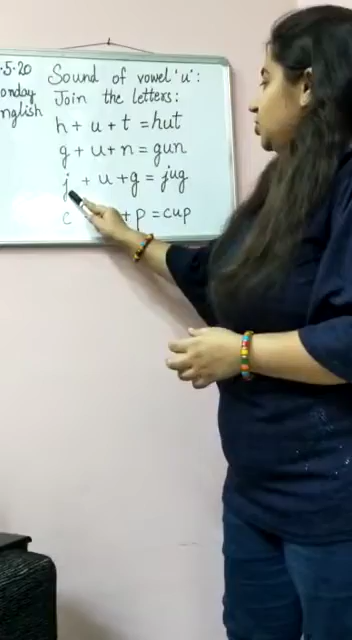 .5.20 Sound of vowel 'u':
onday Join the letters:
nglish h + u + t = hut
g + u + n = gun
j + u + g = jug
c + p = cup